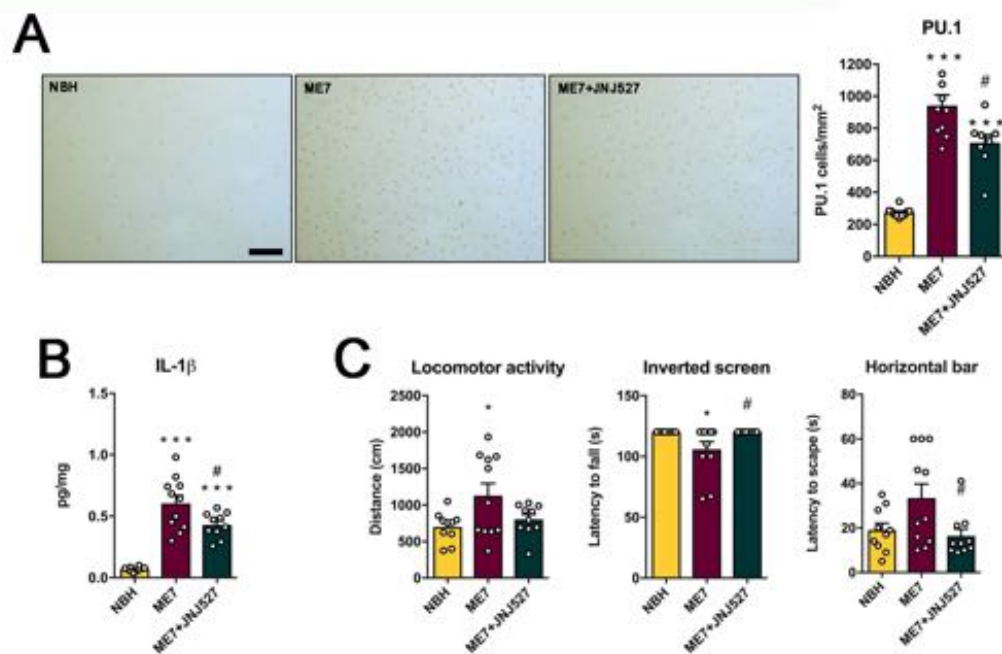 A
NBH
ME7
ME7+JNJ527
PU.1
PU.1 cells/mm²
1200
1000
800
600
400
200
0
***
#
***
NBH
ME7
ME7+JNJ527
B
IL-1β
pg/mg
1.5
1.0
0.5
0.0
***
#
***
NBH
ME7
ME7+JNJ527
C
Locomotor activity
Distance (cm)
2500
2000
1500
1000
500
0
*
NBH
ME7
ME7+JNJ527
Inverted screen
Latency to fall (s)
150
100
50
0
*
#
NBH
ME7
ME7+JNJ527
Horizontal bar
Latency to scape (s)
80
60
40
20
0
#
NBH
ME7
ME7+JNJ527